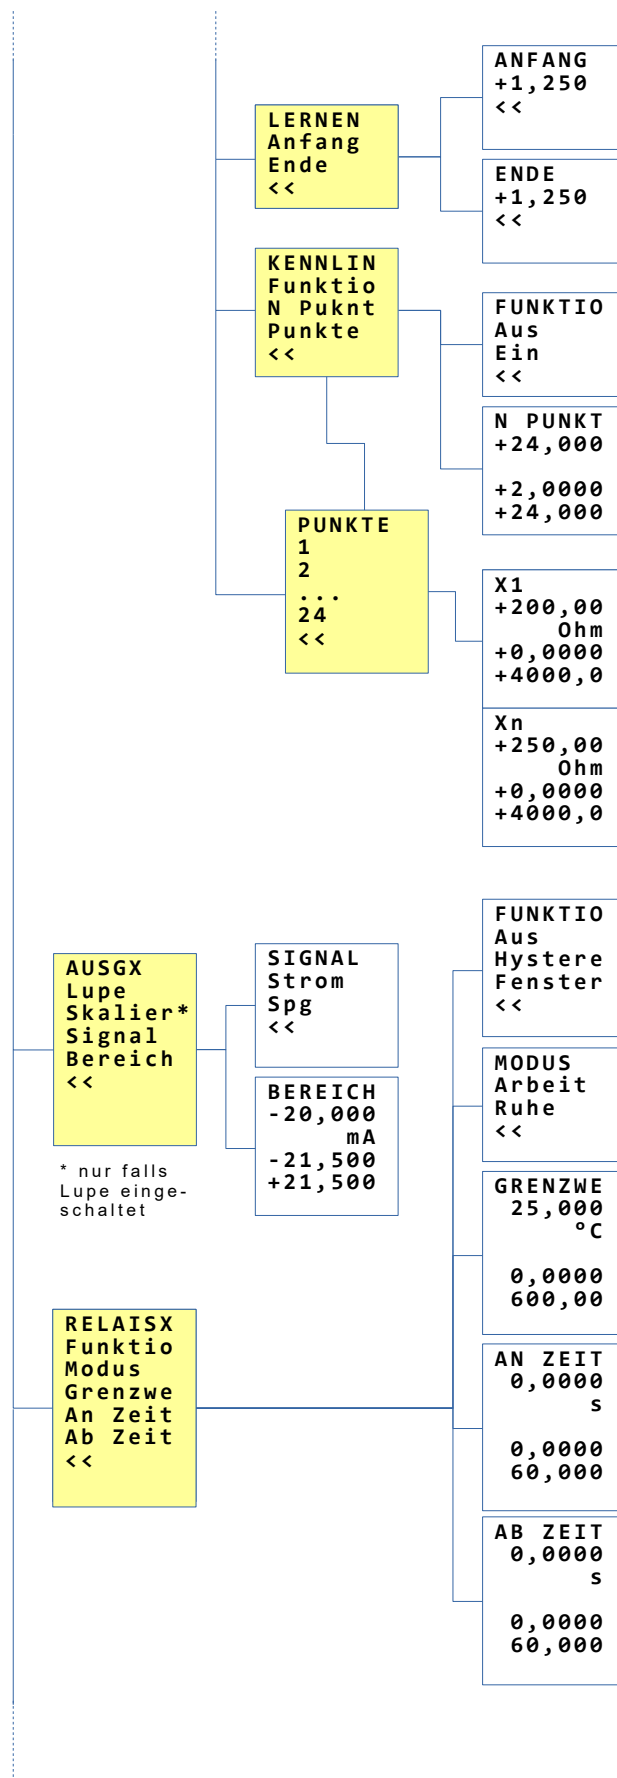 ANFANG
+1,250
<<
LERNEN
Anfang
Ende
<<
ENDE
+1,250
<<
KENNLIN
Funktio
N Puknt
Punkte
<<
FUNKTIO
Aus
Ein
<<
N PUNKT
+24,000
+2,0000
+24,000
PUNKTE
1
2
...
24
<<
X1
+200,00
Ohm
+0,0000
+4000,0
Xn
+250,00
Ohm
+0,0000
+4000,0
FUNKTIO
Aus
Hystere
Fenster
<<
AUSGX
Lupe
Skalier*
Signal
Bereich
<<
SIGNAL
Strom
Spg
<<
MODUS
Arbeit
Ruhe
<<
BEREICH
-20,000
mA
-21,500
+21,500
* nur falls
Lupe einge-
schaltet
GRENZWE
25,000
°C
0,0000
600,00
RELAISX
Funktio
Modus
Grenzwe
An Zeit
Ab Zeit
<<
AN ZEIT
0,0000
s
0,0000
60,000
AB ZEIT
0,0000
s
0,0000
60,000